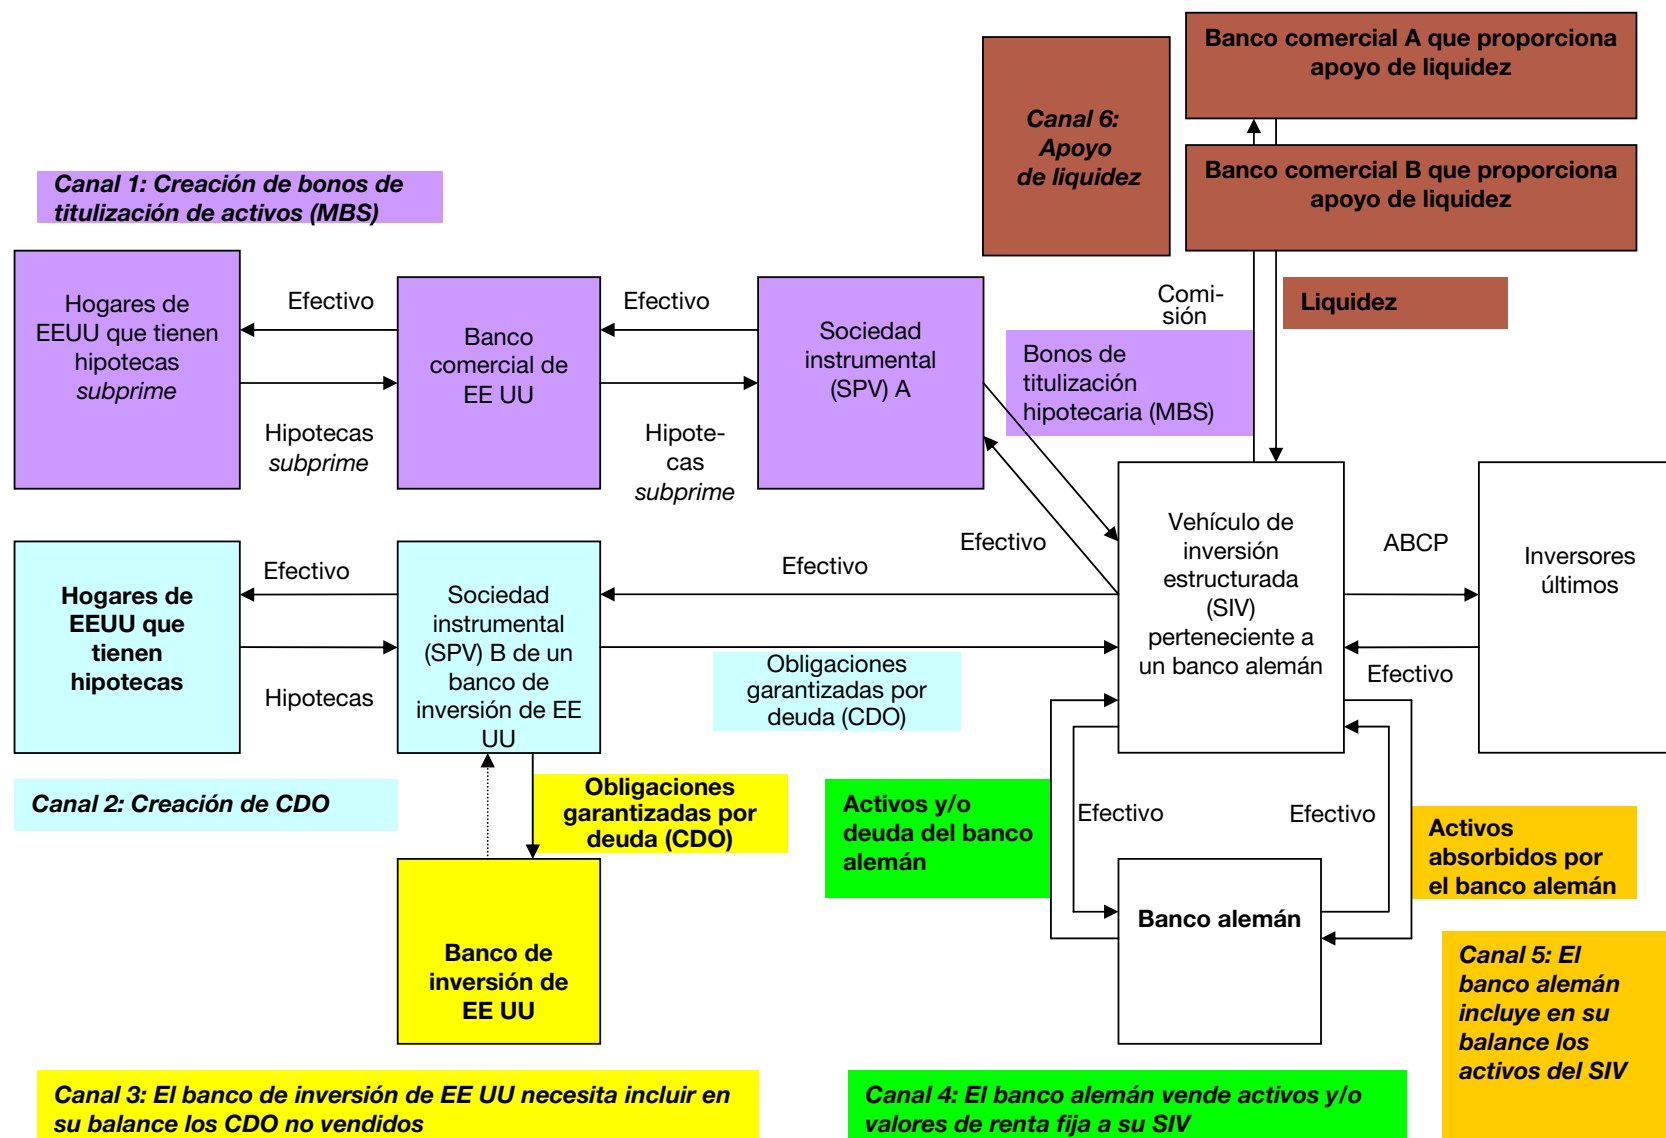 Banco comercial A que proporciona
apoyo de liquidez
Canal 6:
Apoyo
de liquidez
Banco comercial B que proporciona
apoyo de liquidez
Canal 1: Creación de bonos de
titulización de activos (MBS)
Hogares de
EEUU que tienen
hipotecas
subprime
Efectivo
Hipotecas
subprime
Banco
comercial de
EE UU
Efectivo
Hipote-
cas
subprime
Sociedad
instrumental
(SPV) A
Comi-
sión
Liquidez
Bonos de
titulización
hipotecaria (MBS)
Efectivo
Vehículo de
inversión
estructurada
(SIV)
perteneciente a
un banco alemán
ABCP
Efectivo
Inversores
últimos
Hogares de
EEUU que
tienen
hipotecas
Efectivo
Hipotecas
Sociedad
instrumental
(SPV) B de un
banco de
inversión de EE
UU
Efectivo
Obligaciones
garantizadas por
deuda (CDO)
Canal 2: Creación de CDO
Obligaciones
garantizadas por
deuda (CDO)
Activos y/o
deuda del banco
alemán
Efectivo
Efectivo
Activos
absorbidos por
el banco alemán
Banco de
inversión de
EE UU
Banco alemán
Canal 5: El
banco alemán
incluye en su
balance los
activos del SIV
Canal 3: El banco de inversión de EE UU necesita incluir en
su balance los CDO no vendidos
Canal 4: El banco alemán vende activos y/o
valores de renta fija a su SIV